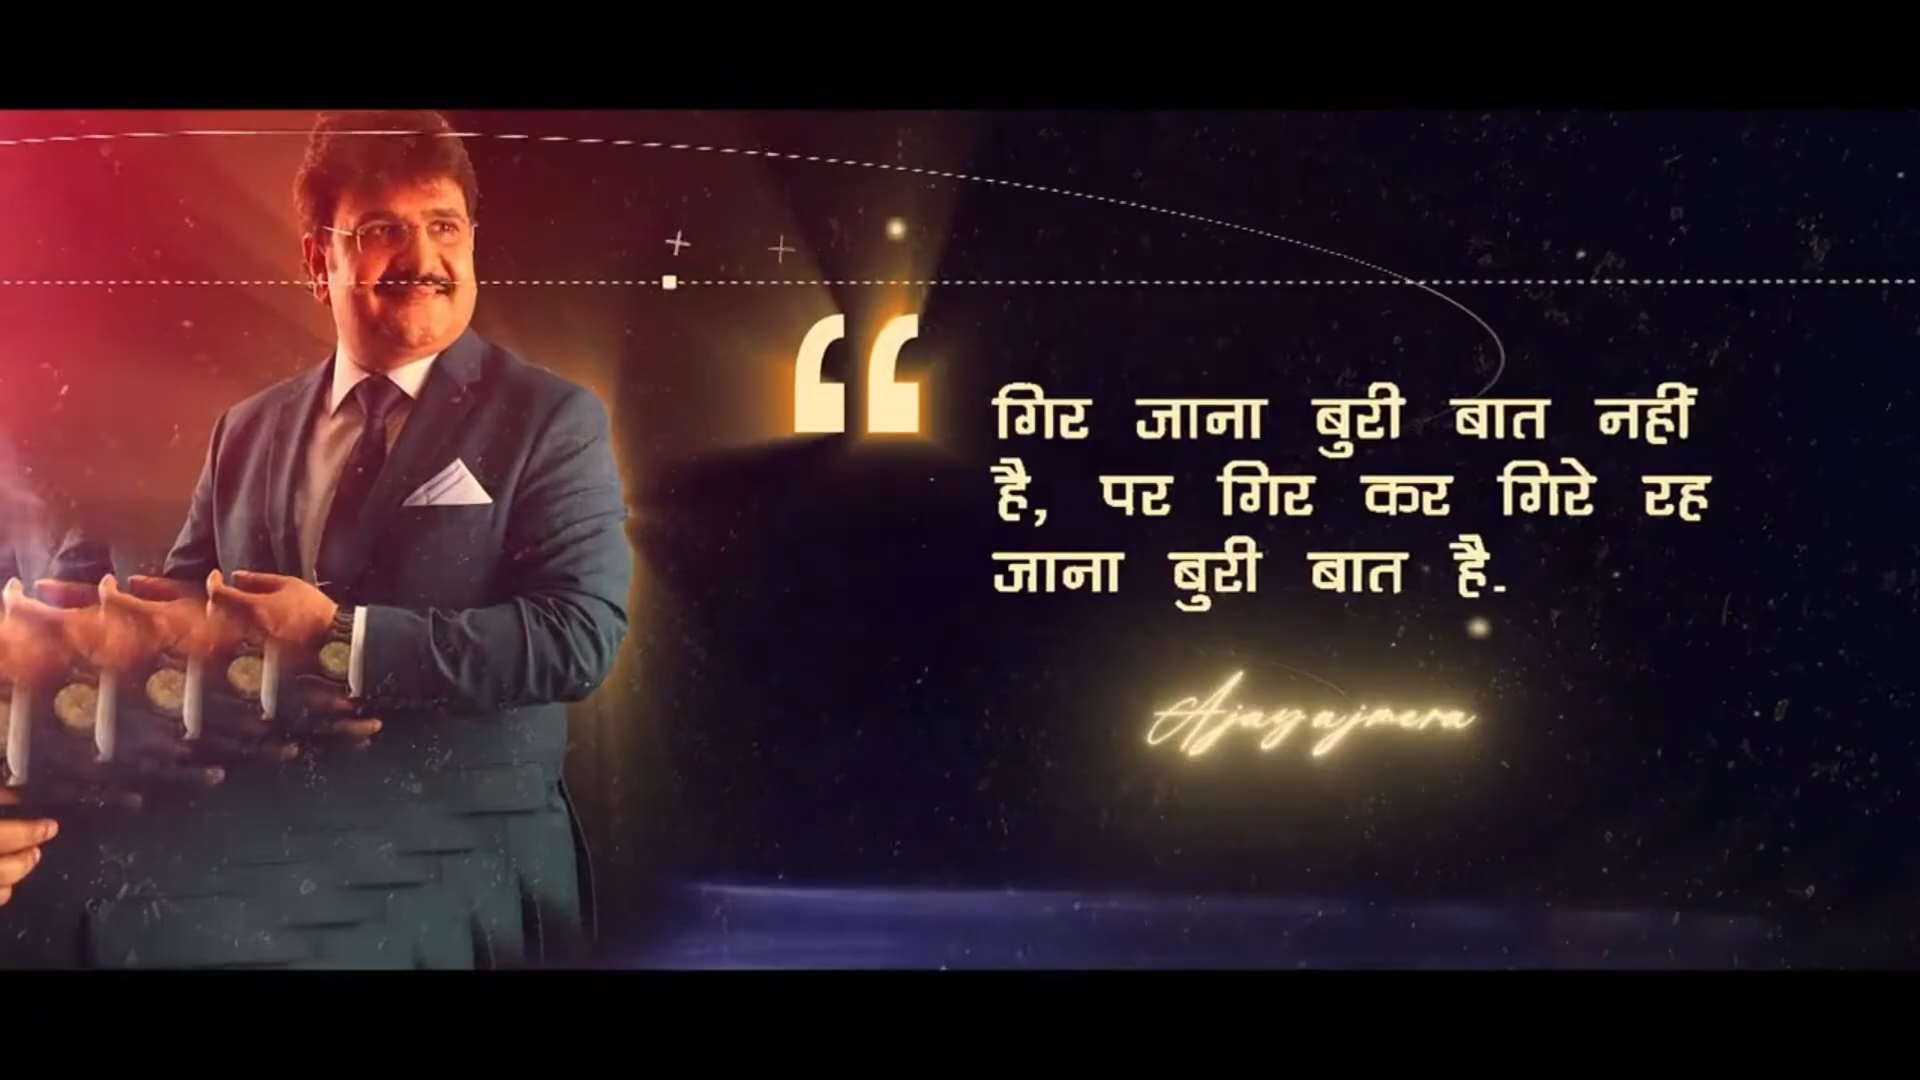 “
गिर जाना बुरी बात नहीं
है, पर गिर कर गिरे रह
जाना बुरी बात है.
Ajay ajmera